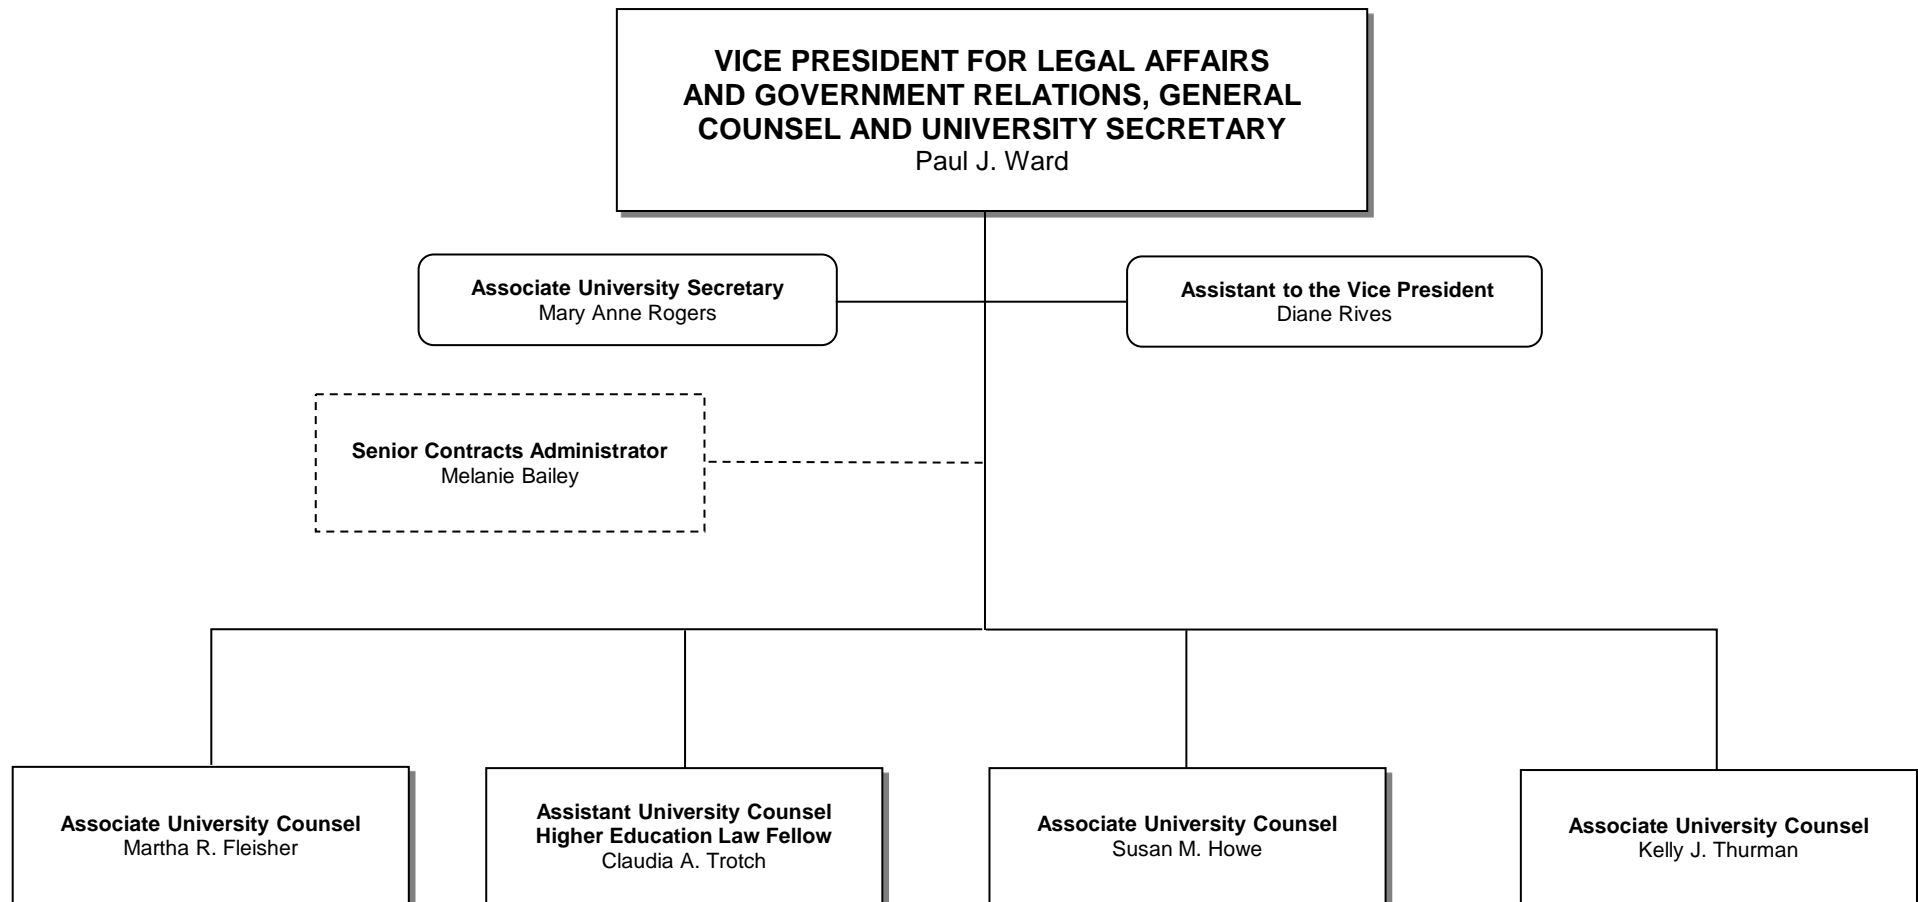 VICE PRESIDENT FOR LEGAL AFFAIRS
AND GOVERNMENT RELATIONS, GENERAL
COUNSEL AND UNIVERSITY SECRETARY
Paul J. Ward
Associate University Secretary
Mary Anne Rogers
Assistant to the Vice President
Diane Rives
Senior Contracts Administrator
Melanie Bailey
Associate University Counsel
Martha R. Fleisher
Assistant University Counsel
Higher Education Law Fellow
Claudia A. Trotch
Associate University Counsel
Susan M. Howe
Associate University Counsel
Kelly J. Thurman